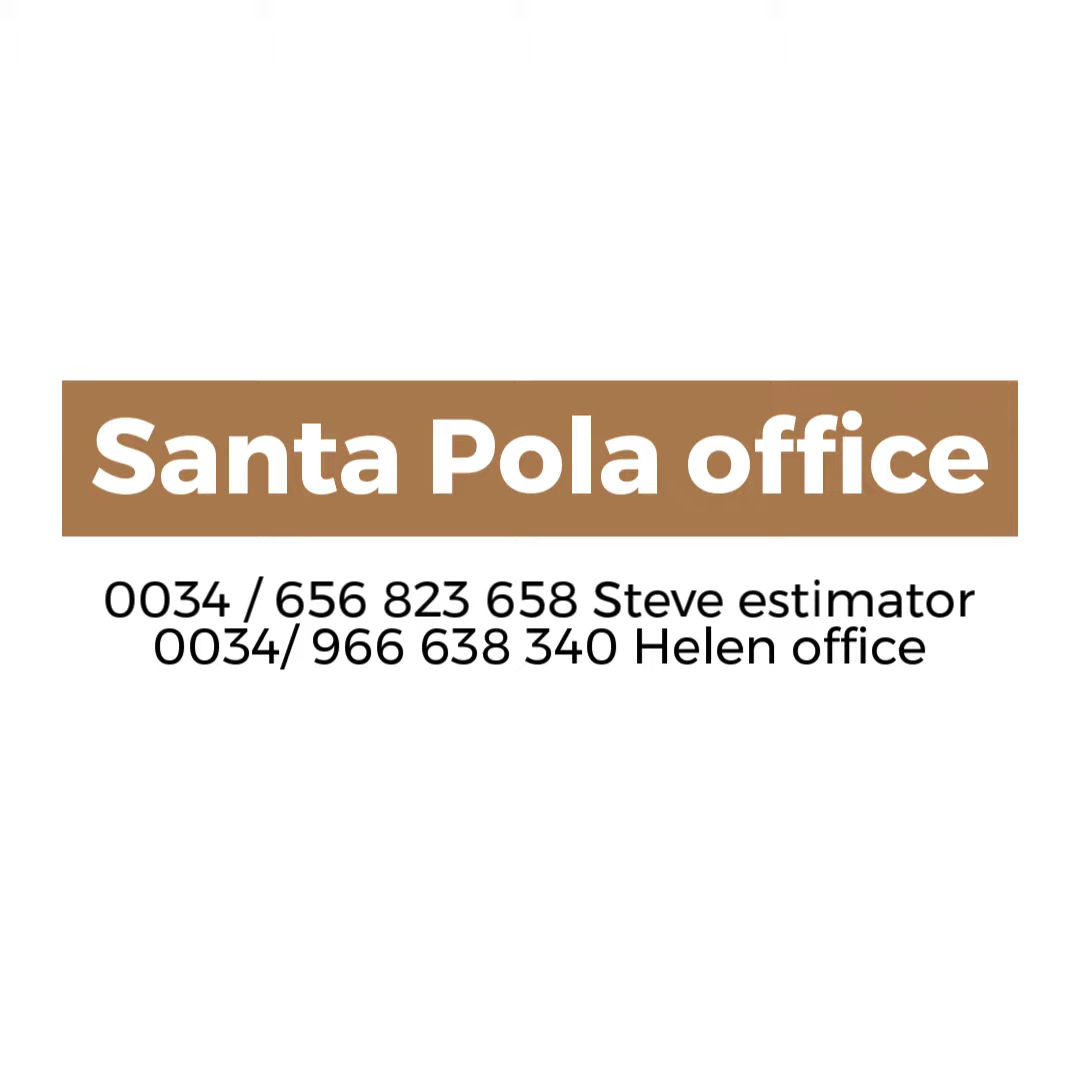 Santa Pola office
0034 / 656 823 658 Steve estimator
0034/ 966 638 340 Helen office